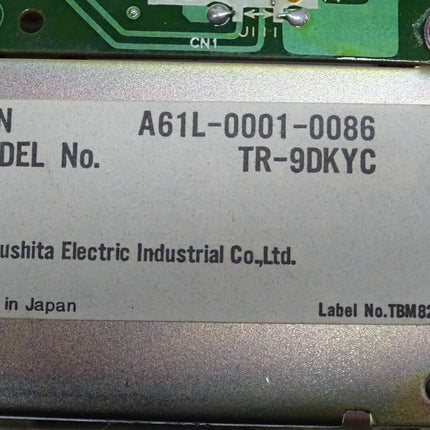 CN1
N A61L-0001-0086
DEL No. TR-9DKYC
ushita Electric Industrial Co.,Ltd.
in Japan Label No.TBM82